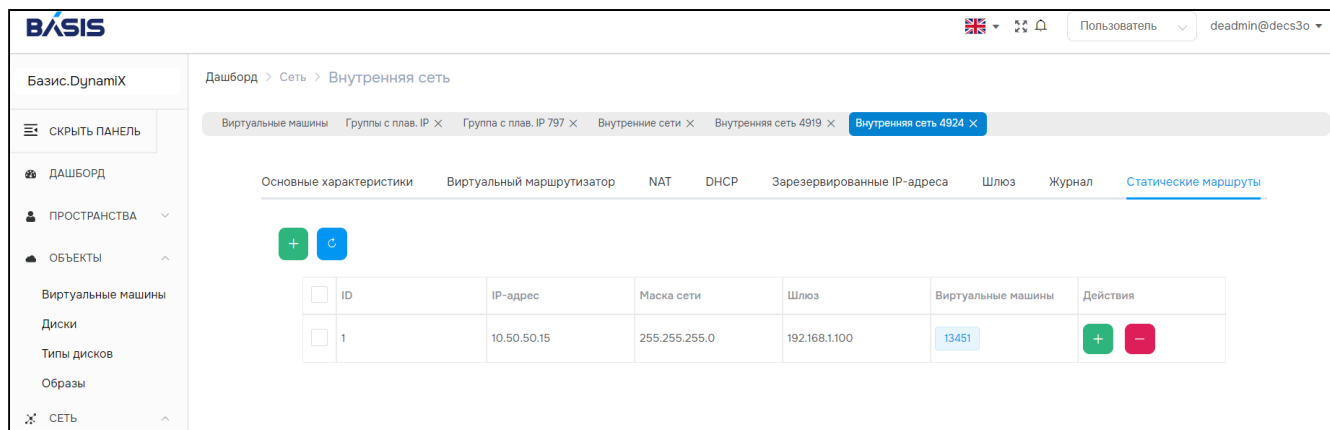 BASIS
Пользователь
deadmin@decs3o
Базис.DynamiX
Дашборд > Сеть > Внутренняя сеть
СКРЫТЬ ПАНЕЛЬ
Виртуальные машины Группы с плав. IP × Группа с плав. IP 797 × Внутренние сети × Внутренняя сеть 4919 × Внутренняя сеть 4924 ×
ДАШБОРД
Основные характеристики Виртуальный маршрутизатор NAT DHCP Зарезервированные IP-адреса Шлюз Журнал Статические маршруты
ПРОСТРАНСТВА
ОБЪЕКТЫ
Виртуальные машины
Диски
Типы дисков
Образы
СЕТЬ
ID IP-адрес Маска сети Шлюз Виртуальные машины Действия
1 10.50.50.15 255.255.255.0 192.168.1.100 13451